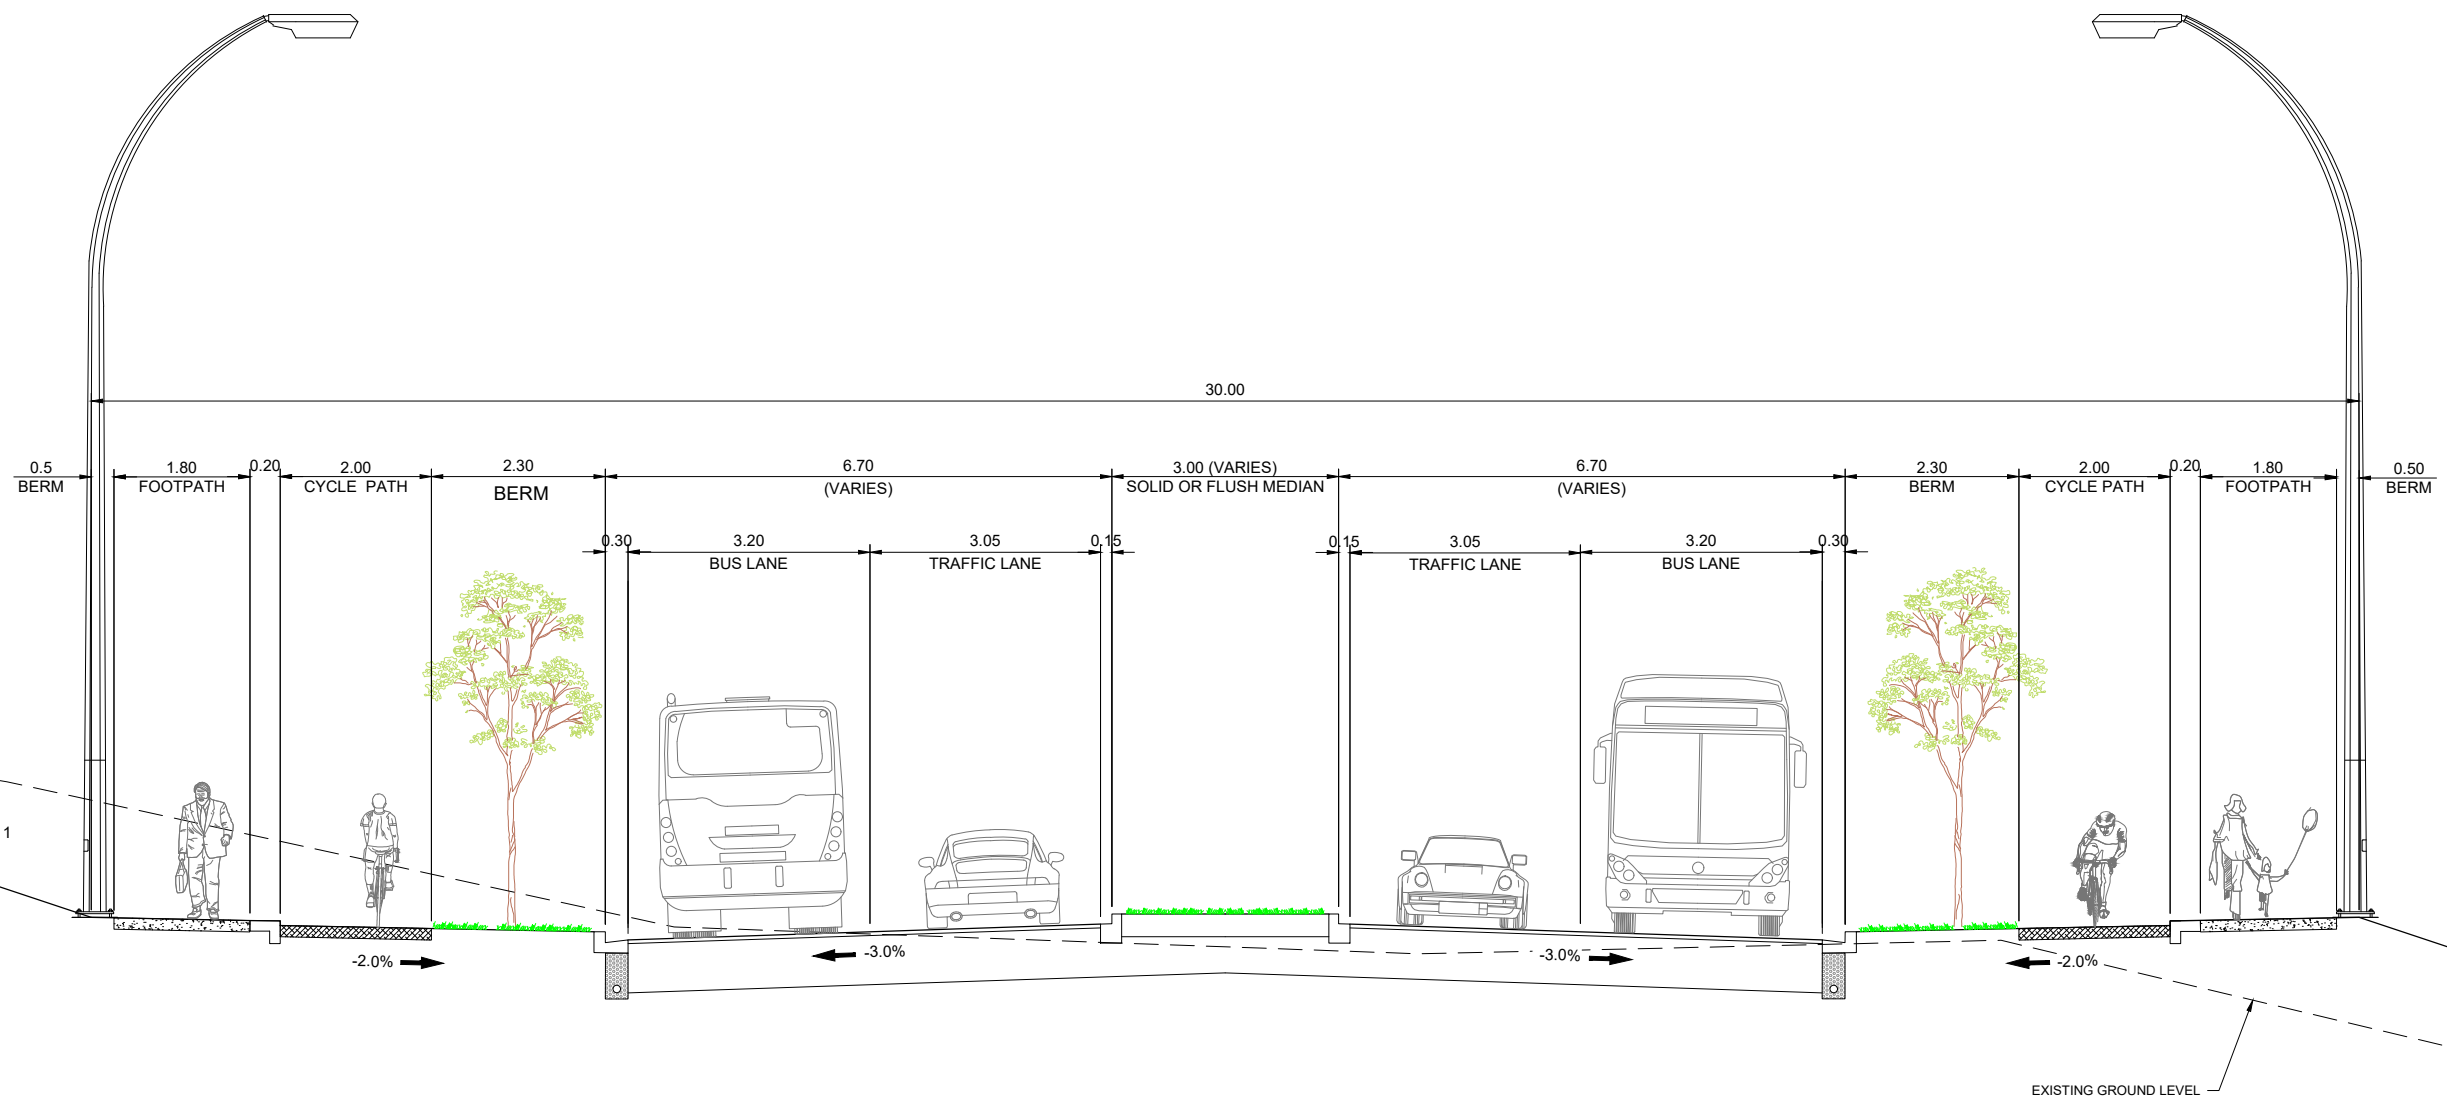 30.00
0.5
BERM
1.80
FOOTPATH
0.20
2.00
CYCLE PATH
2.30
BERM
6.70
(VARIES)
3.00 (VARIES)
SOLID OR FLUSH MEDIAN
6.70
(VARIES)
2.30
BERM
2.00
CYCLE PATH
0.20
1.80
FOOTPATH
0.50
BERM
0.30
3.20
BUS LANE
3.05
TRAFFIC LANE
0.15
0.15
3.05
TRAFFIC LANE
3.20
BUS LANE
0.30
1
-2.0%
-3.0%
-3.0%
-2.0%
EXISTING GROUND LEVEL